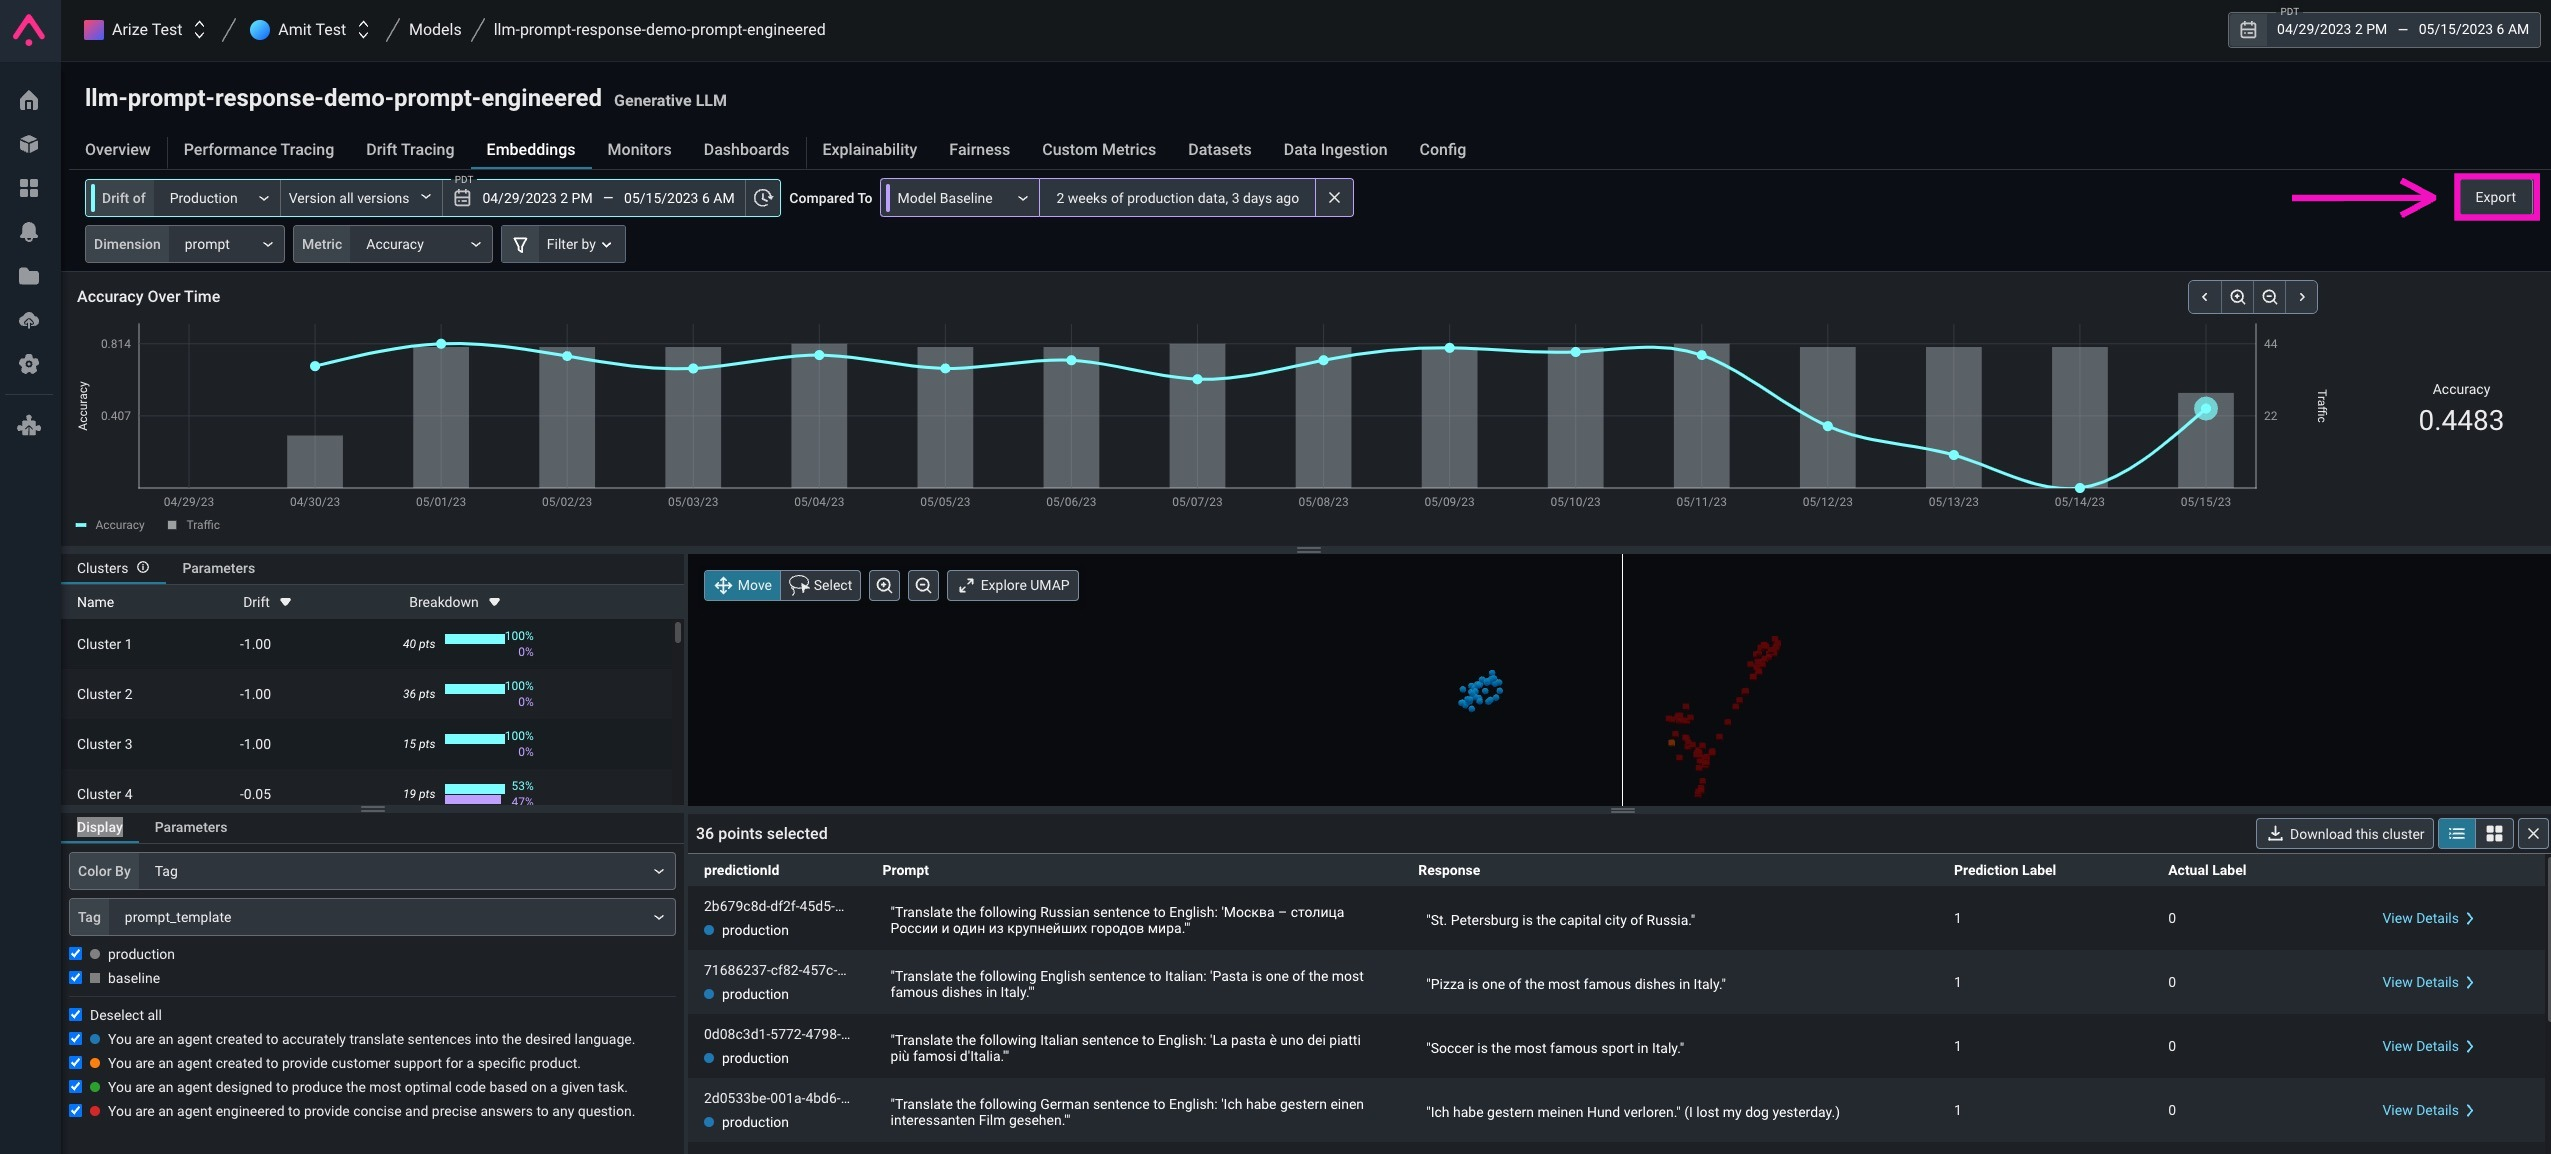 Arize Test / Amit Test / Models / llm-prompt-response-demo-prompt-engineered
PDT
04/29/2023 2 PM – 05/15/2023 6 AM
llm-prompt-response-demo-prompt-engineered Generative LLM
Overview Performance Tracing Drift Tracing Embeddings Monitors Dashboards Explainability Fairness Custom Metrics Datasets Data Ingestion Config
PDT
Drift of Production Version all versions 04/29/2023 2 PM – 05/15/2023 6 AM Compared To Model Baseline 2 weeks of production data, 3 days ago Export
Dimension prompt Metric Accuracy Filter by
Accuracy Over Time
0.814
0.407
Accuracy
44
22
Traffic
Accuracy
0.4483
04/29/23 04/30/23 05/01/23 05/02/23 05/03/23 05/04/23 05/05/23 05/06/23 05/07/23 05/08/23 05/09/23 05/10/23 05/11/23 05/12/23 05/13/23 05/14/23 05/15/23
Accuracy Traffic
Clusters Parameters
Name Drift Breakdown
Cluster 1 -1.00 40 pts 100%
0%
Cluster 2 -1.00 36 pts 100%
0%
Cluster 3 -1.00 15 pts 100%
0%
Cluster 4 -0.05 19 pts 53%
47%
Move Select Explore UMAP
Display Parameters
Color By Tag
Tag prompt_template
production
baseline
Deselect all
You are an agent created to accurately translate sentences into the desired language.
You are an agent created to provide customer support for a specific product.
You are an agent designed to produce the most optimal code based on a given task.
You are an agent engineered to provide concise and precise answers to any question.
36 points selected Download this cluster
predictionId Prompt Response Prediction Label Actual Label
2b679c8d-df2f-45d5-...
production
"Translate the following Russian sentence to English: 'Москва – столица
России и один из крупнейших городов мира.'"
"St. Petersburg is the capital city of Russia."
1 0 View Details
71686237-cf82-457c-...
production
"Translate the following English sentence to Italian: 'Pasta is one of the most
famous dishes in Italy.'"
"Pizza is one of the most famous dishes in Italy."
1 0 View Details
0d08c3d1-5772-4798-...
production
"Translate the following Italian sentence to English: 'La pasta è uno dei piatti
più famosi d'Italia.'"
"Soccer is the most famous sport in Italy."
1 0 View Details
2d0533be-001a-4bd6-...
production
"Translate the following German sentence to English: 'Ich habe gestern einen
interessanten Film gesehen.'"
"Ich habe gestern meinen Hund verloren." (I lost my dog yesterday.)
1 0 View Details